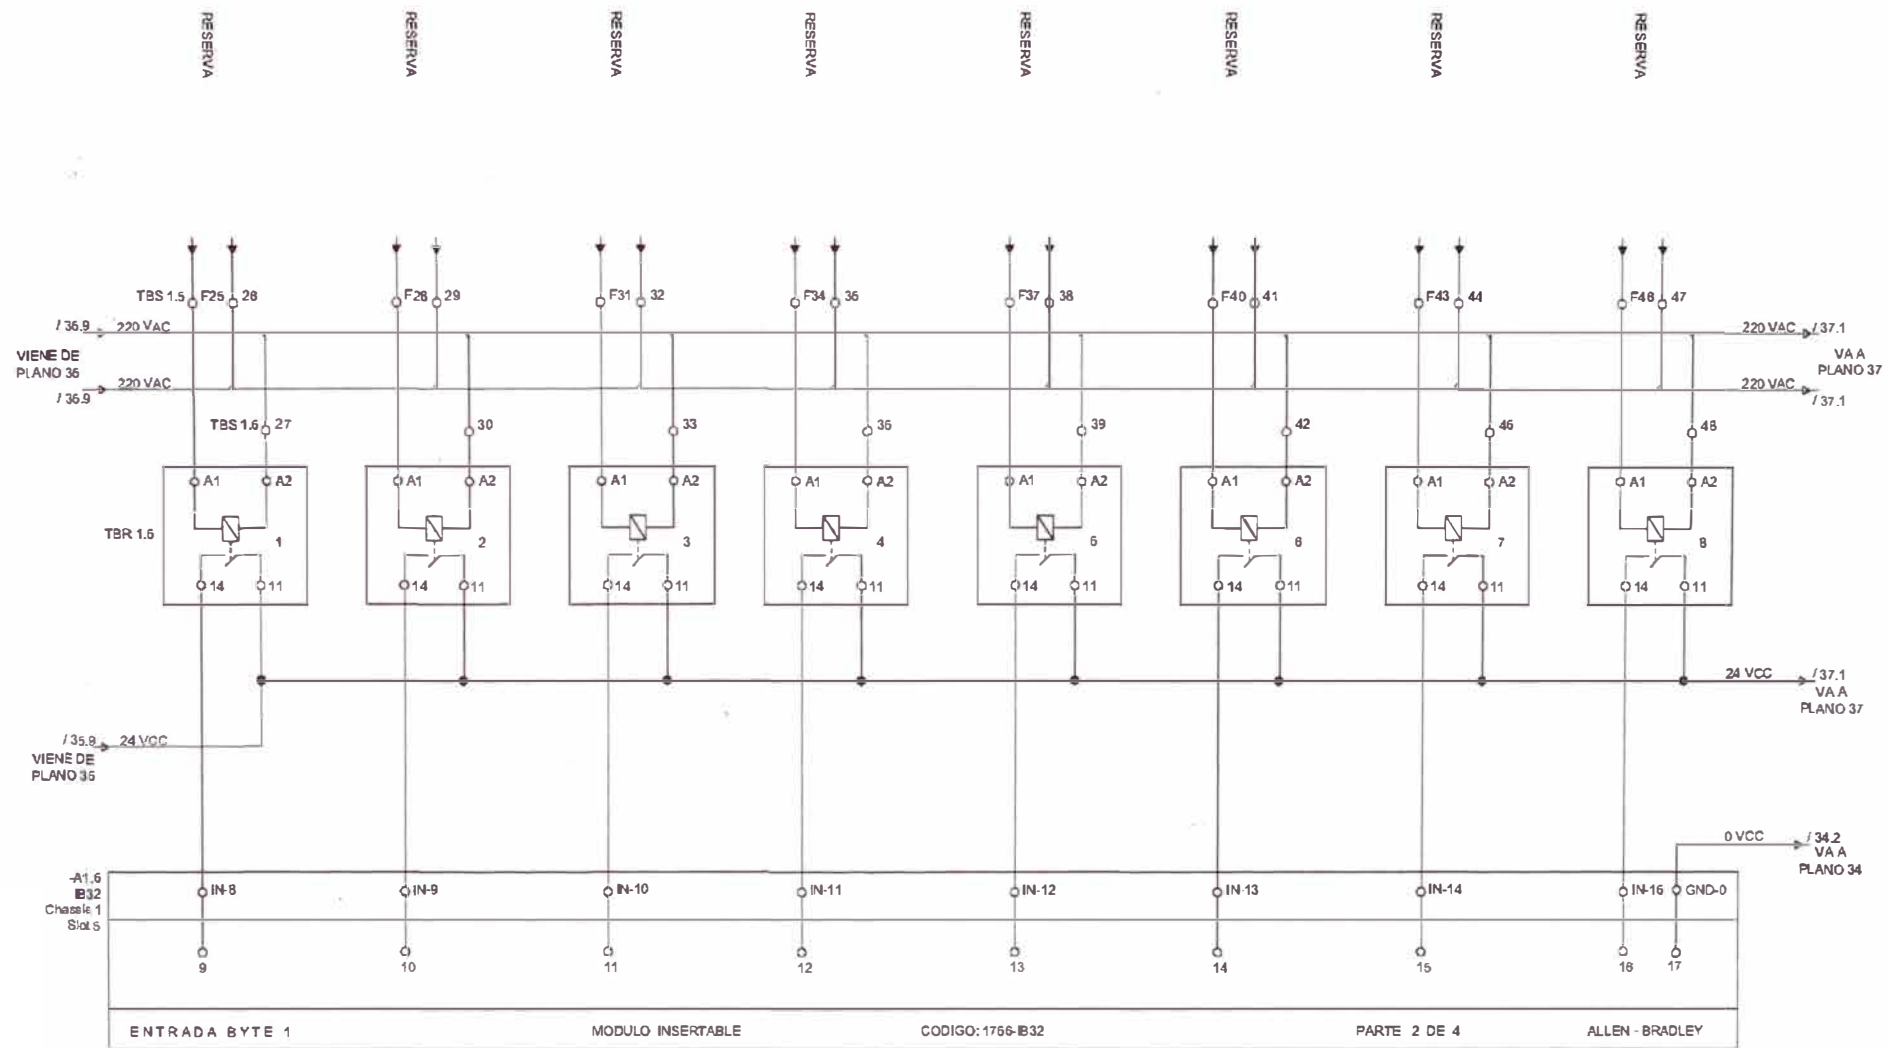 RESERVA RESERVA RESERVA RESERVA RESERVA RESERVA RESERVA RESERVA
TBS 1.5 F25 26 F28 29 F31 32 F34 35 F37 38 F40 41 F43 44 F46 47
/ 35.9 220 VAC 220 VAC / 37.1
VIENE DE
PLANO 35
VA A
PLANO 37
/ 35.9 220 VAC 220 VAC / 37.1
TBS 1.6 27 30 33 36 39 42 46 48
A1 A2 A1 A2 A1 A2 A1 A2 A1 A2 A1 A2 A1 A2 A1 A2
TBR 1.6 1 2 3 4 5 6 7 8
14 11 14 11 14 11 14 11 14 11 14 11 14 11 14 11
24 VCC / 37.1
VA A
PLANO 37
/ 35.9 24 VCC
VIENE DE
PLANO 35
0 VCC / 34.2
VA A
PLANO 34
-A1.6
IB32
Chassis 1
Slot 5
IN-8 IN-9 IN-10 IN-11 IN-12 IN-13 IN-14 IN-16 GND-0
9 10 11 12 13 14 15 16 17
ENTRADA BYTE 1 MODULO INSERTABLE CODIGO: 1756-IB32 PARTE 2 DE 4 ALLEN - BRADLEY